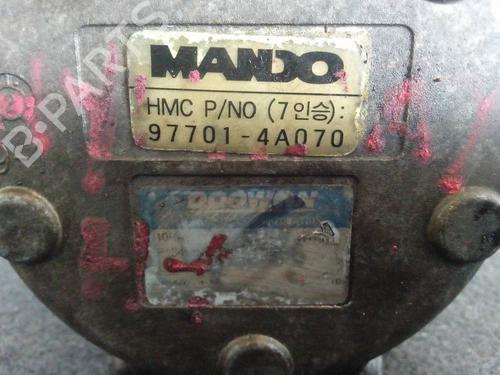 MANDO
HMC P/NO (7인승):
97701-4A070
DOOWON
B-PARTS